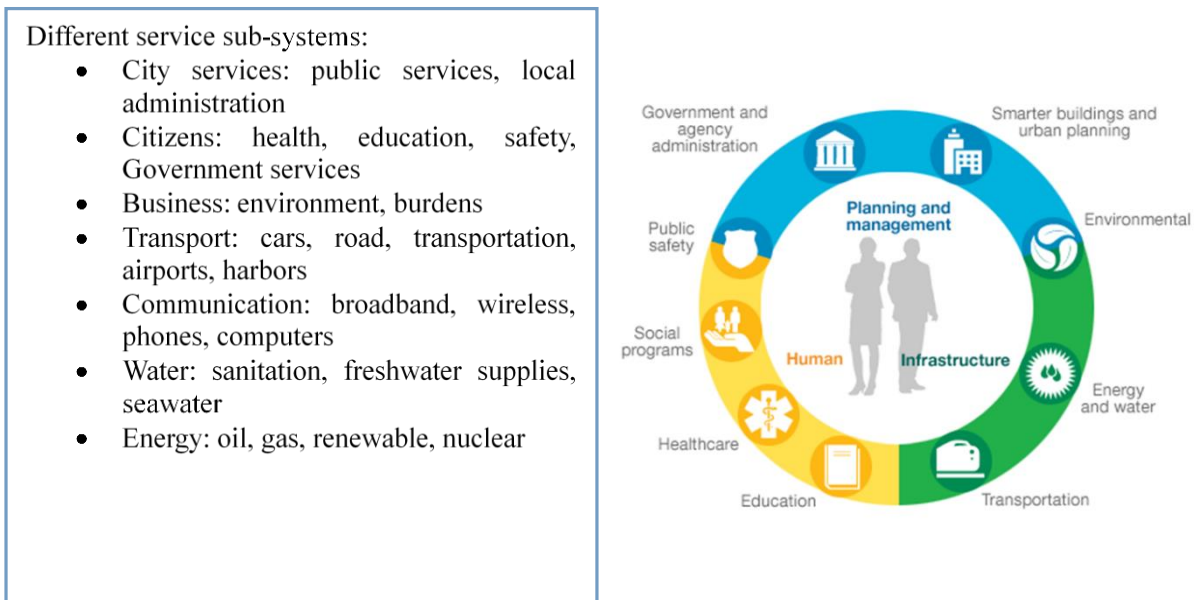 Different service sub-systems:
• City services: public services, local
administration
• Citizens: health, education, safety,
Government services
• Business: environment, burdens
• Transport: cars, road, transportation,
airports, harbors
• Communication: broadband, wireless,
phones, computers
• Water: sanitation, freshwater supplies,
seawater
• Energy: oil, gas, renewable, nuclear
Government and
agency
administration
Smarter buildings and
urban planning
Public
safety
Planning and
management
Environmental
Social
programs
Human
Infrastructure
Energy
and water
Healthcare
Education
Transportation